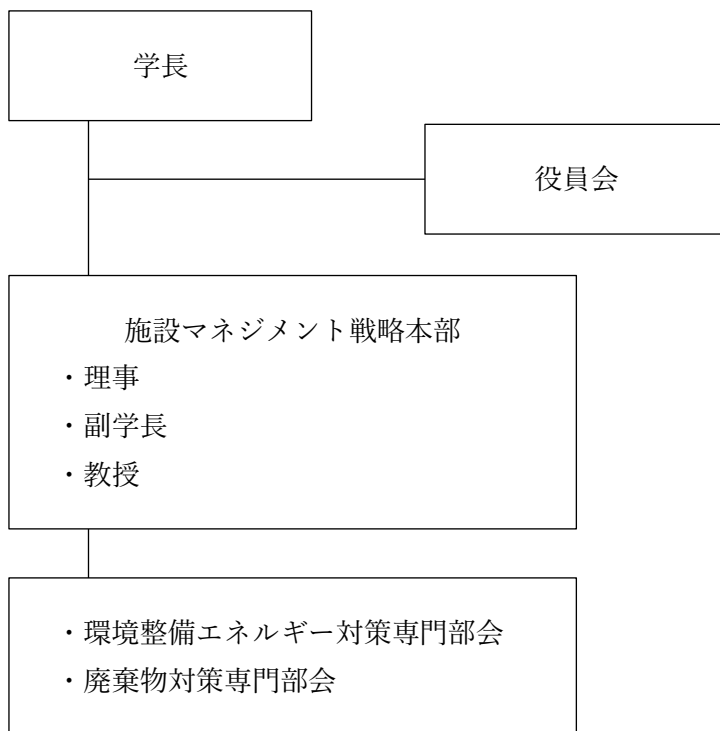 学長
役員会
施設マネジメント戦略本部
・理事
・副学長
・教授
・環境整備エネルギー対策専門部会
・廃棄物対策専門部会